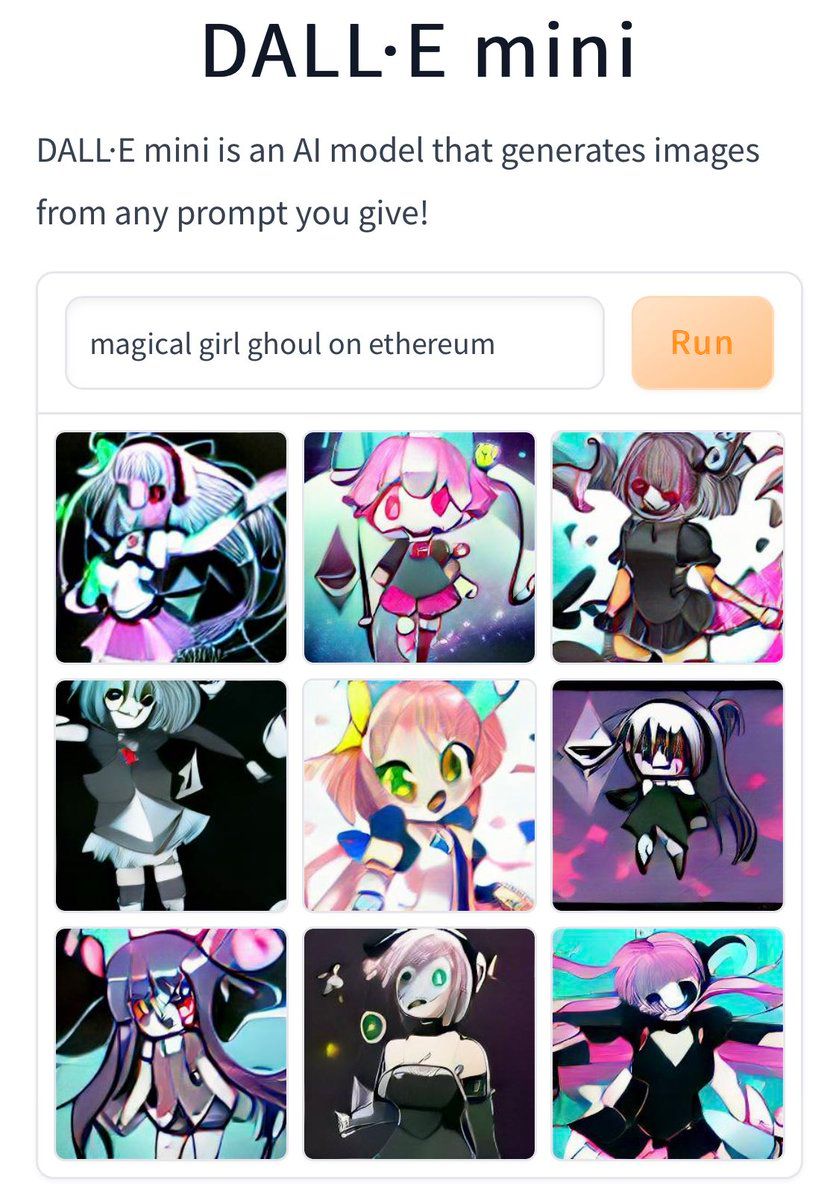 DALL·E mini
DALL·E mini is an AI model that generates images
from any prompt you give!
magical girl ghoul on ethereum
Run